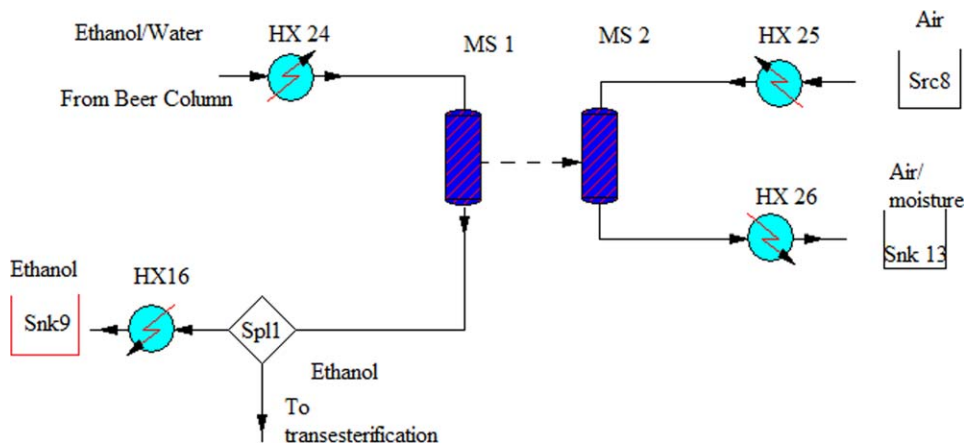 Ethanol/Water
HX 24
MS 1
MS 2
HX 25
Air
From Beer Column
Src8
HX 26
Air/
moisture
Snk 13
Ethanol
HX16
Snk9
Spl1
Ethanol
To
transesterification